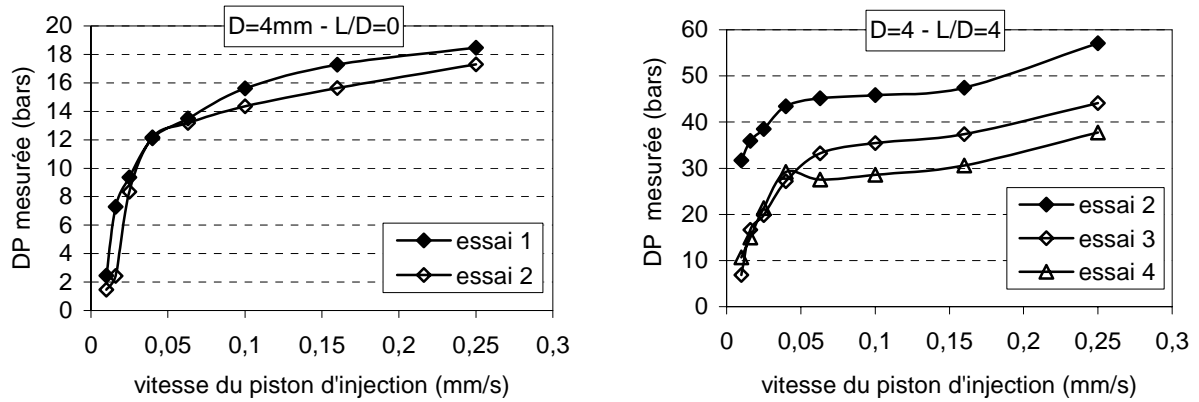 D=4mm - L/D=0
DP mesurée (bars)
20
18
16
14
12
10
8
6
4
2
0
essai 1
essai 2
0 0,05 0,1 0,15 0,2 0,25 0,3
vitesse du piston d'injection (mm/s)
D=4 - L/D=4
DP mesurée (bars)
60
50
40
30
20
10
0
essai 2
essai 3
essai 4
0 0,05 0,1 0,15 0,2 0,25 0,3
vitesse du piston d'injection (mm/s)